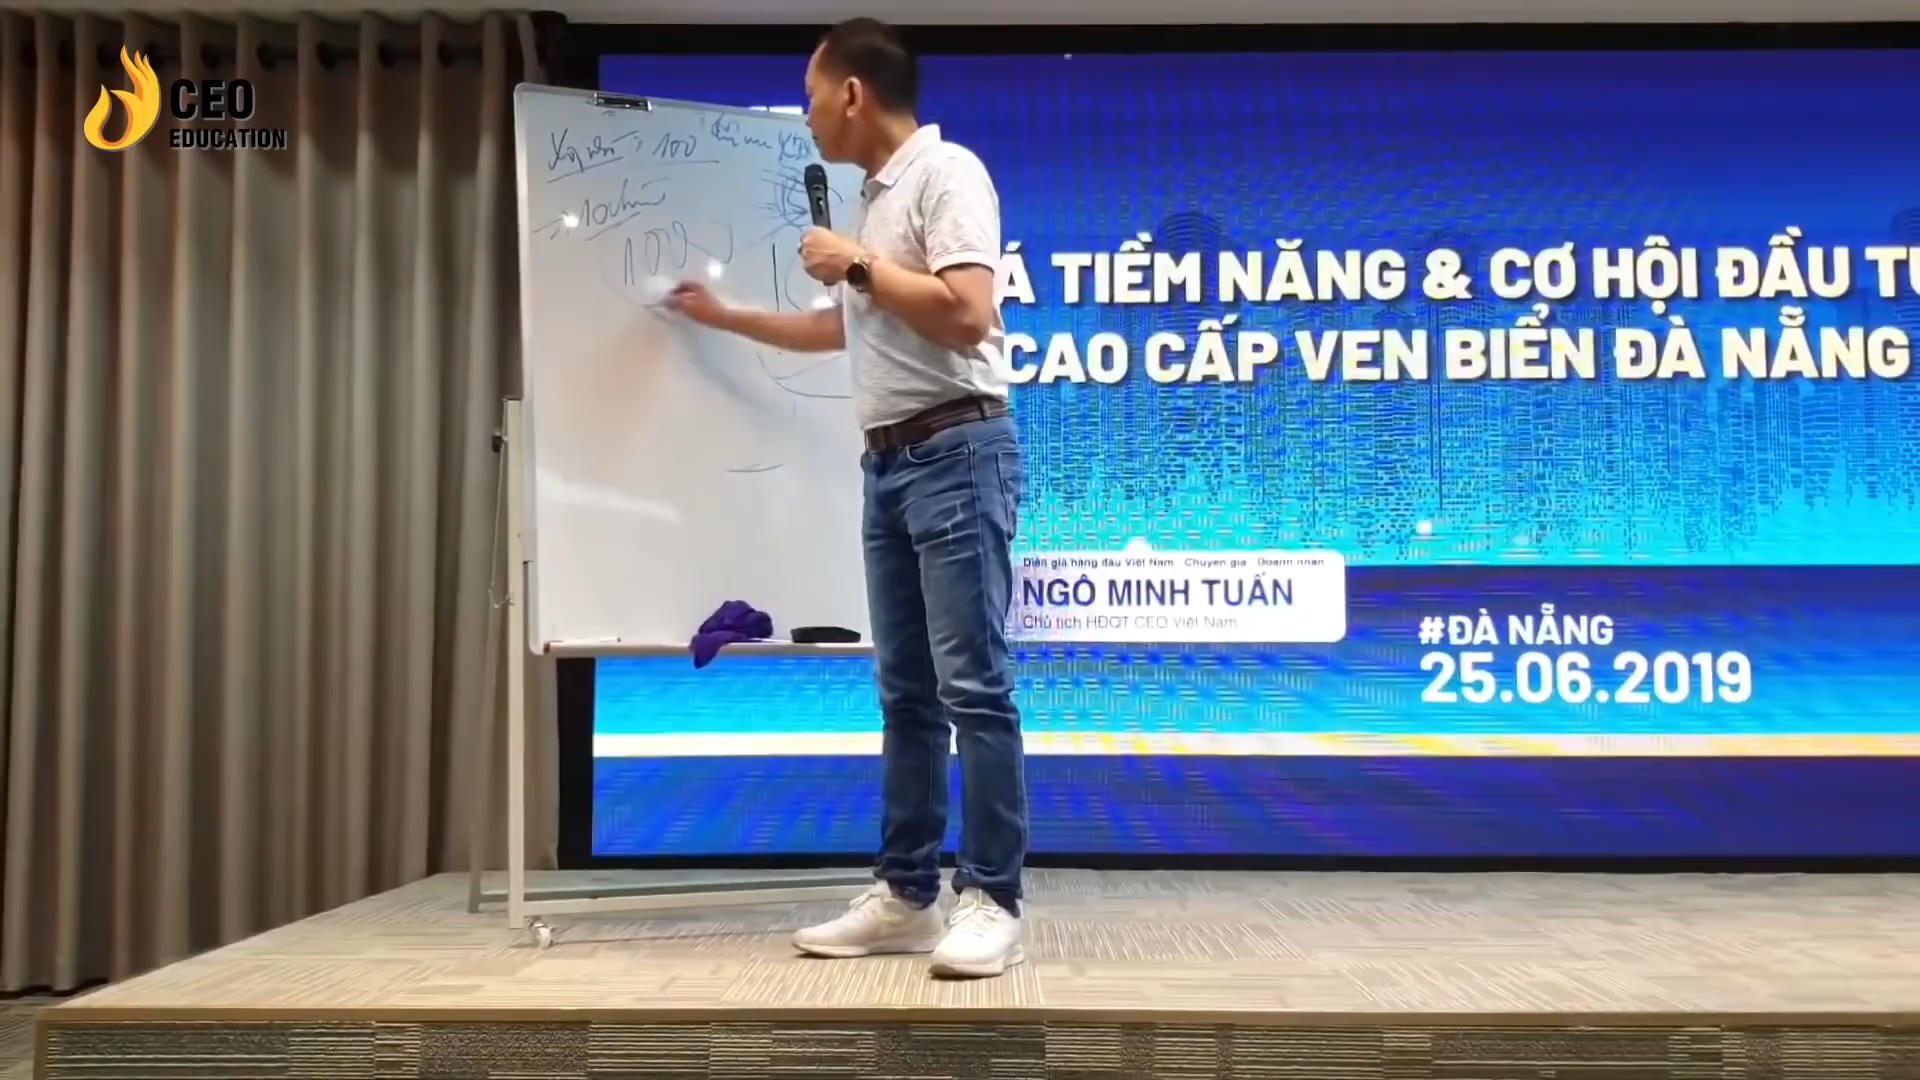 CEO
EDUCATION
100
1000
Á TIỀM NĂNG & CƠ HỘI ĐẦU TƯ
CAO CẤP VEN BIỂN ĐÀ NẴNG
Diễn giả hàng đầu Việt Nam - Chuyên gia - Doanh nhân
NGÔ MINH TUẤN
Chủ tịch HĐQT CEO Việt Nam
#ĐÀ NẴNG
25.06.2019